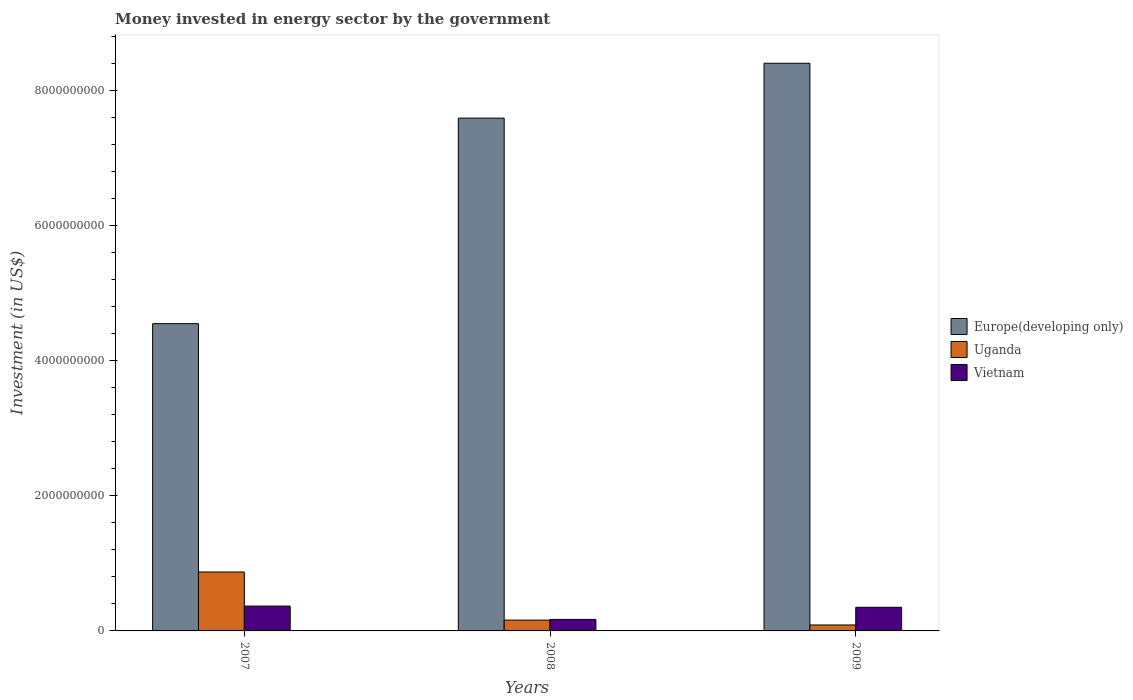 Money invested in energy sector by the government
Investment (in US$)
8000000000
6000000000
4000000000
2000000000
0
2007
2008
2009
Years
Europe(developing only)
Uganda
Vietnam